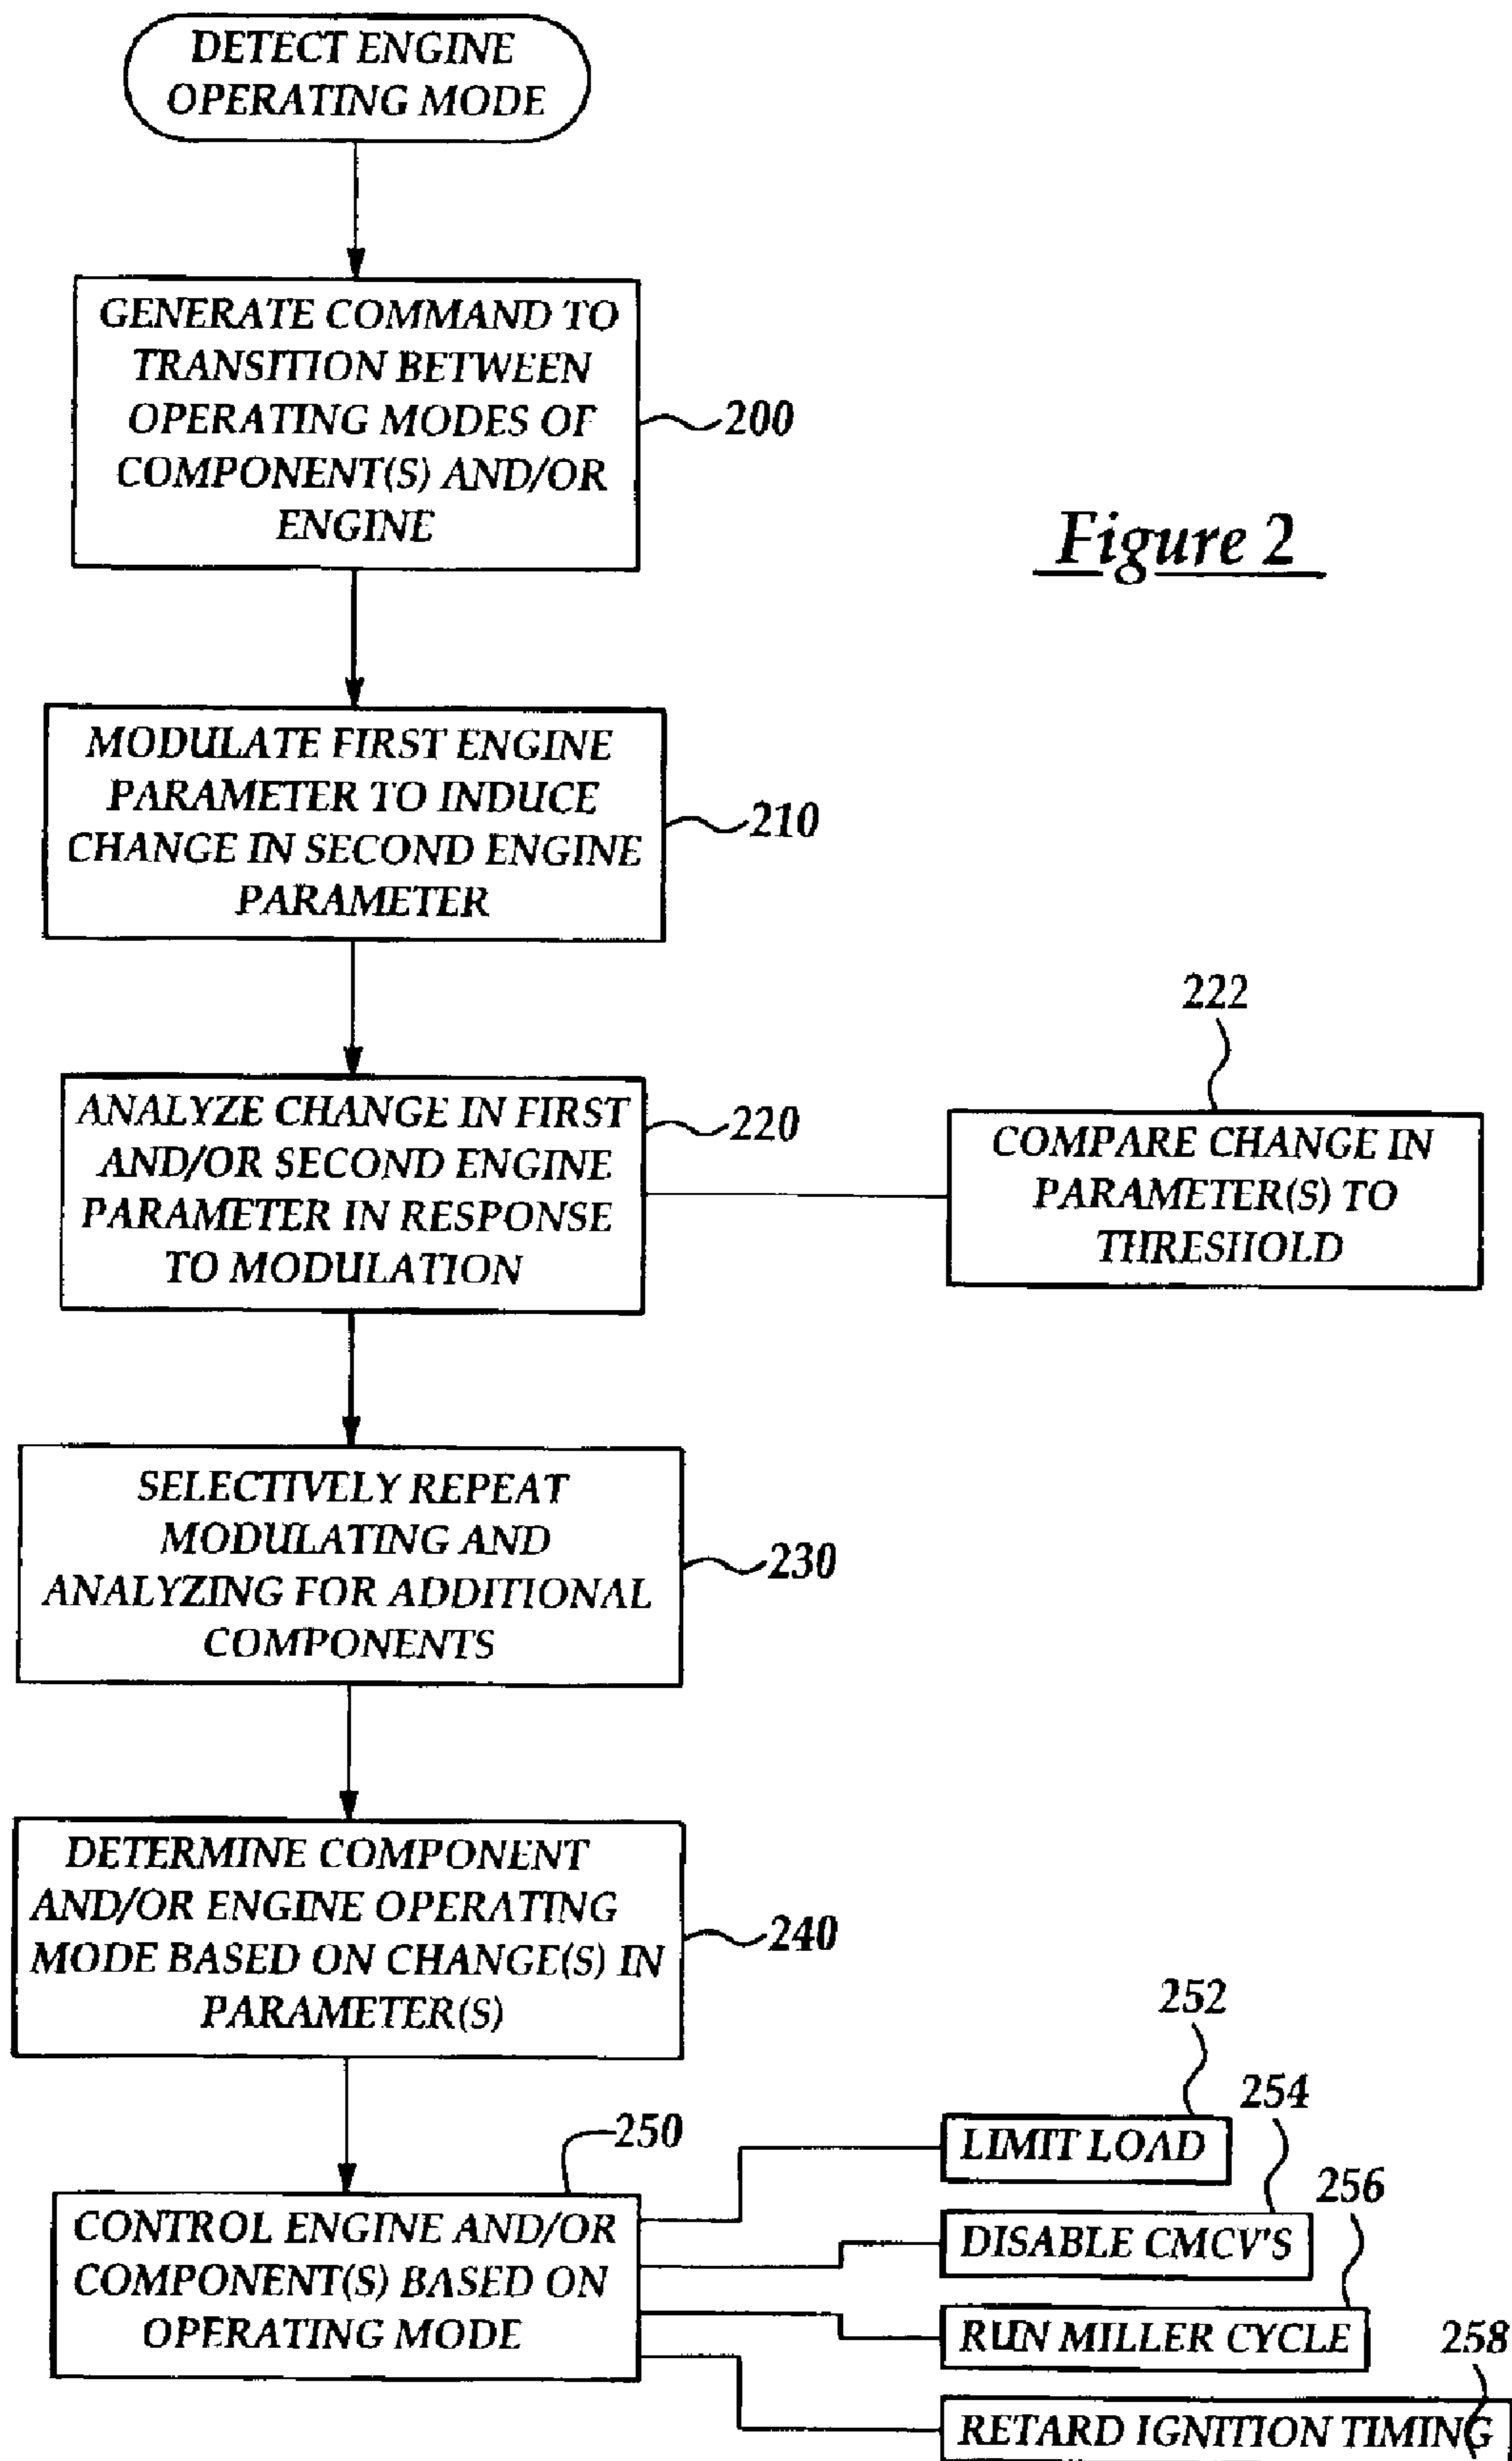 DETECT ENGINE
OPERATING MODE
GENERATE COMMAND TO
TRANSITION BETWEEN
OPERATING MODES OF
COMPONENT(S) AND/OR
ENGINE
200
Figure 2
MODULATE FIRST ENGINE
PARAMETER TO INDUCE
CHANGE IN SECOND ENGINE
PARAMETER
210
ANALYZE CHANGE IN FIRST
AND/OR SECOND ENGINE
PARAMETER IN RESPONSE
TO MODULATION
220
222
COMPARE CHANGE IN
PARAMETER(S) TO
THRESHOLD
SELECTIVELY REPEAT
MODULATING AND
ANALYZING FOR ADDITIONAL
COMPONENTS
230
DETERMINE COMPONENT
AND/OR ENGINE OPERATING
MODE BASED ON CHANGE(S) IN
PARAMETER(S)
240
CONTROL ENGINE AND/OR
COMPONENT(S) BASED ON
OPERATING MODE
250
252
LIMIT LOAD
254
DISABLE CMCV'S
256
RUN MILLER CYCLE
258
RETARD IGNITION TIMING